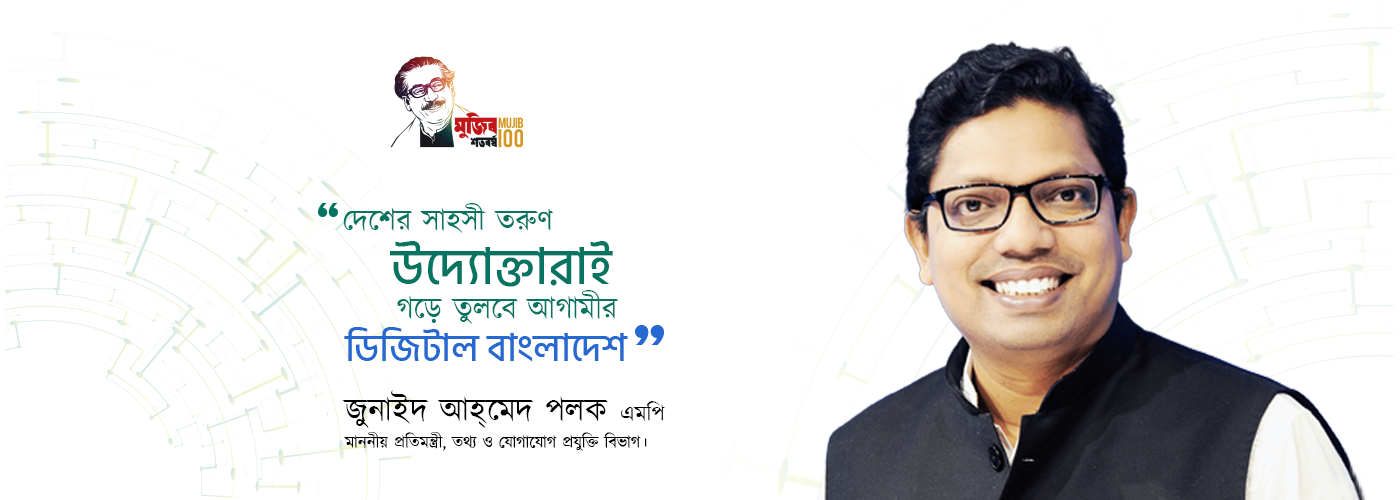 মুজিব MUJIB
শতবর্ষ 100
“দেশের সাহসী তরুণ
উদ্যোক্তারাই
গড়ে তুলবে আগামীর
ডিজিটাল বাংলাদেশ”
জুনাইদ আহ্‌মেদ পলক এমপি
মাননীয় প্রতিমন্ত্রী, তথ্য ও যোগাযোগ প্রযুক্তি বিভাগ।